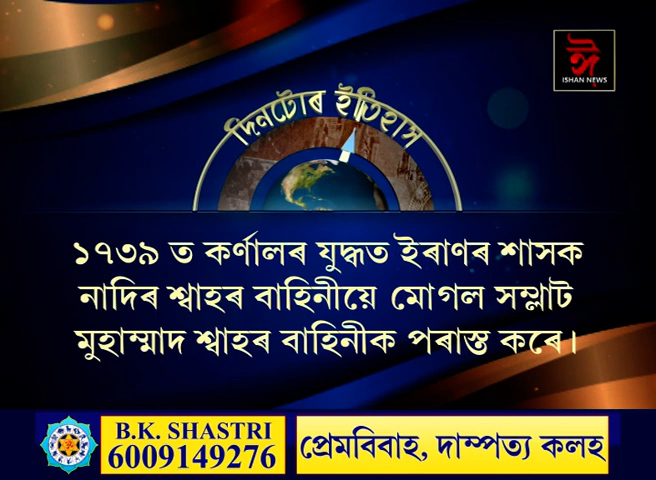 ঈ
ISHAN NEWS
দিনটোৰ ইতিহাস
১৭৩৯ ত কৰ্ণালৰ যুদ্ধত ইৰাণৰ শাসক
নাদিৰ শ্বাহৰ বাহিনীয়ে মোগল সম্ৰাট
মুহাম্মাদ শ্বাহৰ বাহিনীক পৰাস্ত কৰে।
B.K. SHASTRI
6009149276
প্ৰেমবিবাহ, দাম্পত্য কলহ